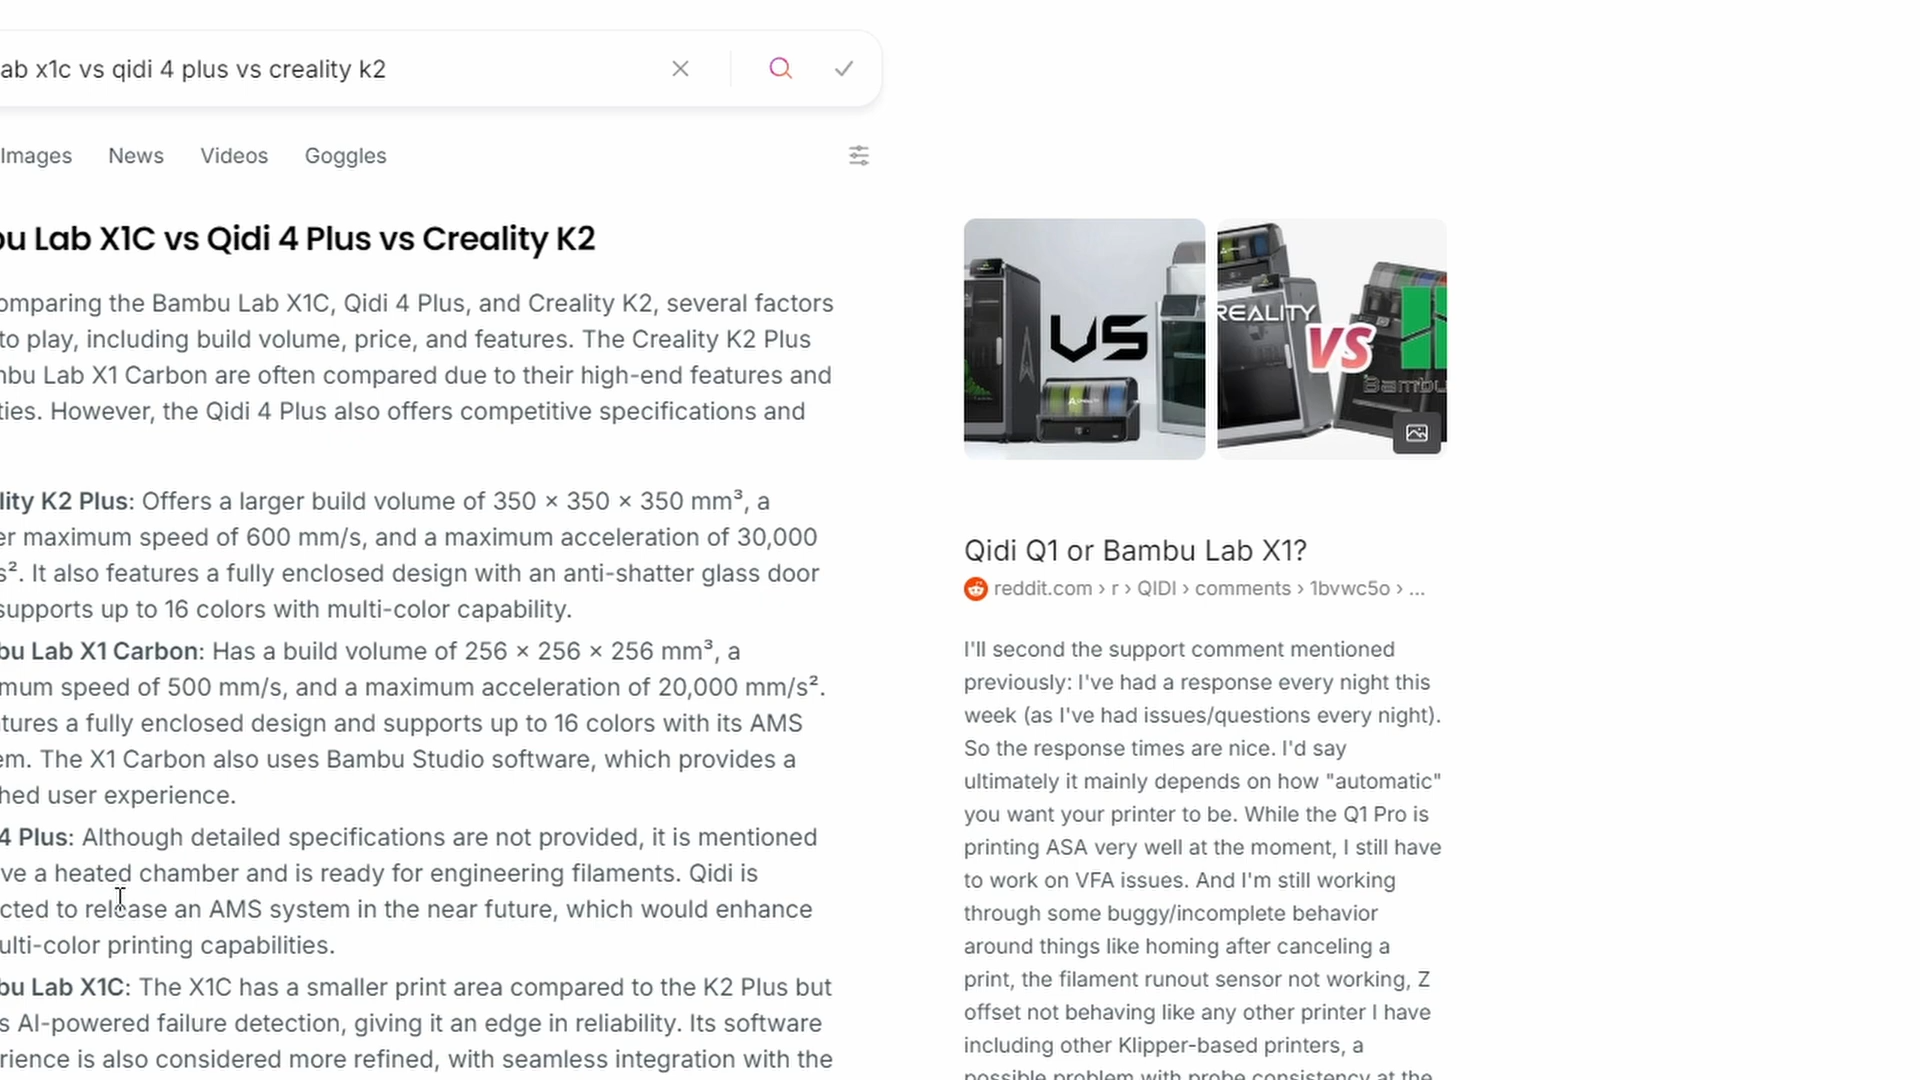 ab x1c vs qidi 4 plus vs creality k2
Images News Videos Goggles
bu Lab X1C vs Qidi 4 Plus vs Creality K2
omparing the Bambu Lab X1C, Qidi 4 Plus, and Creality K2, several factors
to play, including build volume, price, and features. The Creality K2 Plus
mbu Lab X1 Carbon are often compared due to their high-end features and
ties. However, the Qidi 4 Plus also offers competitive specifications and
lity K2 Plus: Offers a larger build volume of 350 × 350 × 350 mm³, a
er maximum speed of 600 mm/s, and a maximum acceleration of 30,000
s². It also features a fully enclosed design with an anti-shatter glass door
supports up to 16 colors with multi-color capability.
bu Lab X1 Carbon: Has a build volume of 256 × 256 × 256 mm³, a
mum speed of 500 mm/s, and a maximum acceleration of 20,000 mm/s².
tures a fully enclosed design and supports up to 16 colors with its AMS
em. The X1 Carbon also uses Bambu Studio software, which provides a
hed user experience.
4 Plus: Although detailed specifications are not provided, it is mentioned
ve a heated chamber and is ready for engineering filaments. Qidi is
cted to release an AMS system in the near future, which would enhance
ulti-color printing capabilities.
bu Lab X1C: The X1C has a smaller print area compared to the K2 Plus but
s AI-powered failure detection, giving it an edge in reliability. Its software
rience is also considered more refined, with seamless integration with the
VS
REALITY
VS
Bambu
Qidi Q1 or Bambu Lab X1?
reddit.com › r › QIDI › comments › 1bvwc5o › ...
I'll second the support comment mentioned
previously: I've had a response every night this
week (as I've had issues/questions every night).
So the response times are nice. I'd say
ultimately it mainly depends on how "automatic"
you want your printer to be. While the Q1 Pro is
printing ASA very well at the moment, I still have
to work on VFA issues. And I'm still working
through some buggy/incomplete behavior
around things like homing after canceling a
print, the filament runout sensor not working, Z
offset not behaving like any other printer I have
including other Klipper-based printers, a
possible problem with probe consistency at the